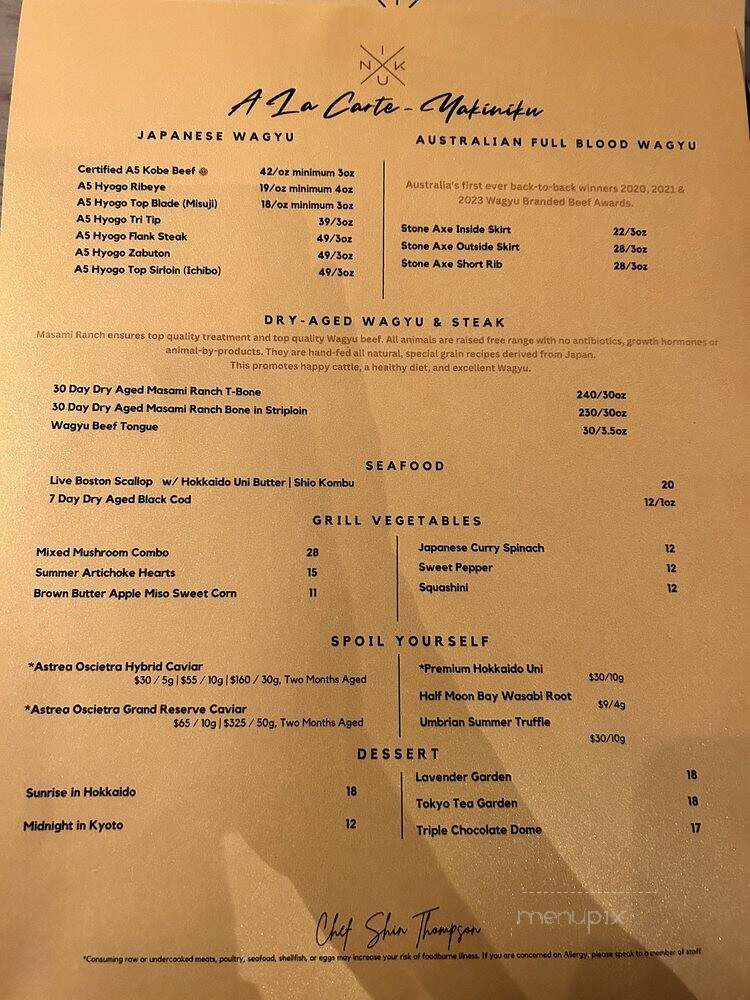 N I K U
A La Carte - Yakiniku
JAPANESE WAGYU
Certified A5 Kobe Beef 42/oz minimum 3oz
A5 Hyogo Ribeye 19/oz minimum 4oz
A5 Hyogo Top Blade (Misuji) 18/oz minimum 3oz
A5 Hyogo Tri Tip 39/3oz
A5 Hyogo Flank Steak 49/3oz
A5 Hyogo Zabuton 49/3oz
A5 Hyogo Top Sirloin (Ichibo) 49/3oz
AUSTRALIAN FULL BLOOD WAGYU
Australia's first ever back-to-back winners 2020, 2021 &
2023 Wagyu Branded Beef Awards.
Stone Axe Inside Skirt 22/3oz
Stone Axe Outside Skirt 28/3oz
Stone Axe Short Rib 28/3oz
DRY-AGED WAGYU & STEAK
Masami Ranch ensures top quality treatment and top quality Wagyu beef. All animals are raised free range with no antibiotics, growth hormones or
animal-by-products. They are hand-fed all natural, special grain recipes derived from Japan.
This promotes happy cattle, a healthy diet, and excellent Wagyu.
30 Day Dry Aged Masami Ranch T-Bone 240/30oz
30 Day Dry Aged Masami Ranch Bone in Striploin 230/30oz
Wagyu Beef Tongue 30/3.5oz
SEAFOOD
Live Boston Scallop w/ Hokkaido Uni Butter | Shio Kombu 20
7 Day Dry Aged Black Cod 12/1oz
GRILL VEGETABLES
Mixed Mushroom Combo 28
Summer Artichoke Hearts 15
Brown Butter Apple Miso Sweet Corn 11
Japanese Curry Spinach 12
Sweet Pepper 12
Squashini 12
SPOIL YOURSELF
*Astrea Oscietra Hybrid Caviar
$30 / 5g | $55 / 10g | $160 / 30g, Two Months Aged
*Astrea Oscietra Grand Reserve Caviar
$65 / 10g | $325 / 50g, Two Months Aged
*Premium Hokkaido Uni
$30/10g
Half Moon Bay Wasabi Root
$9/4g
Umbrian Summer Truffle
$30/10g
DESSERT
Sunrise in Hokkaido 18
Midnight in Kyoto 12
Lavender Garden 18
Tokyo Tea Garden 18
Triple Chocolate Dome 17
Chef Shin Thompson
menupix
*Consuming raw or undercooked meats, poultry, seafood, shellfish, or eggs may increase your risk of foodborne illness. If you are concerned on Allergy, please speak to a member of staff